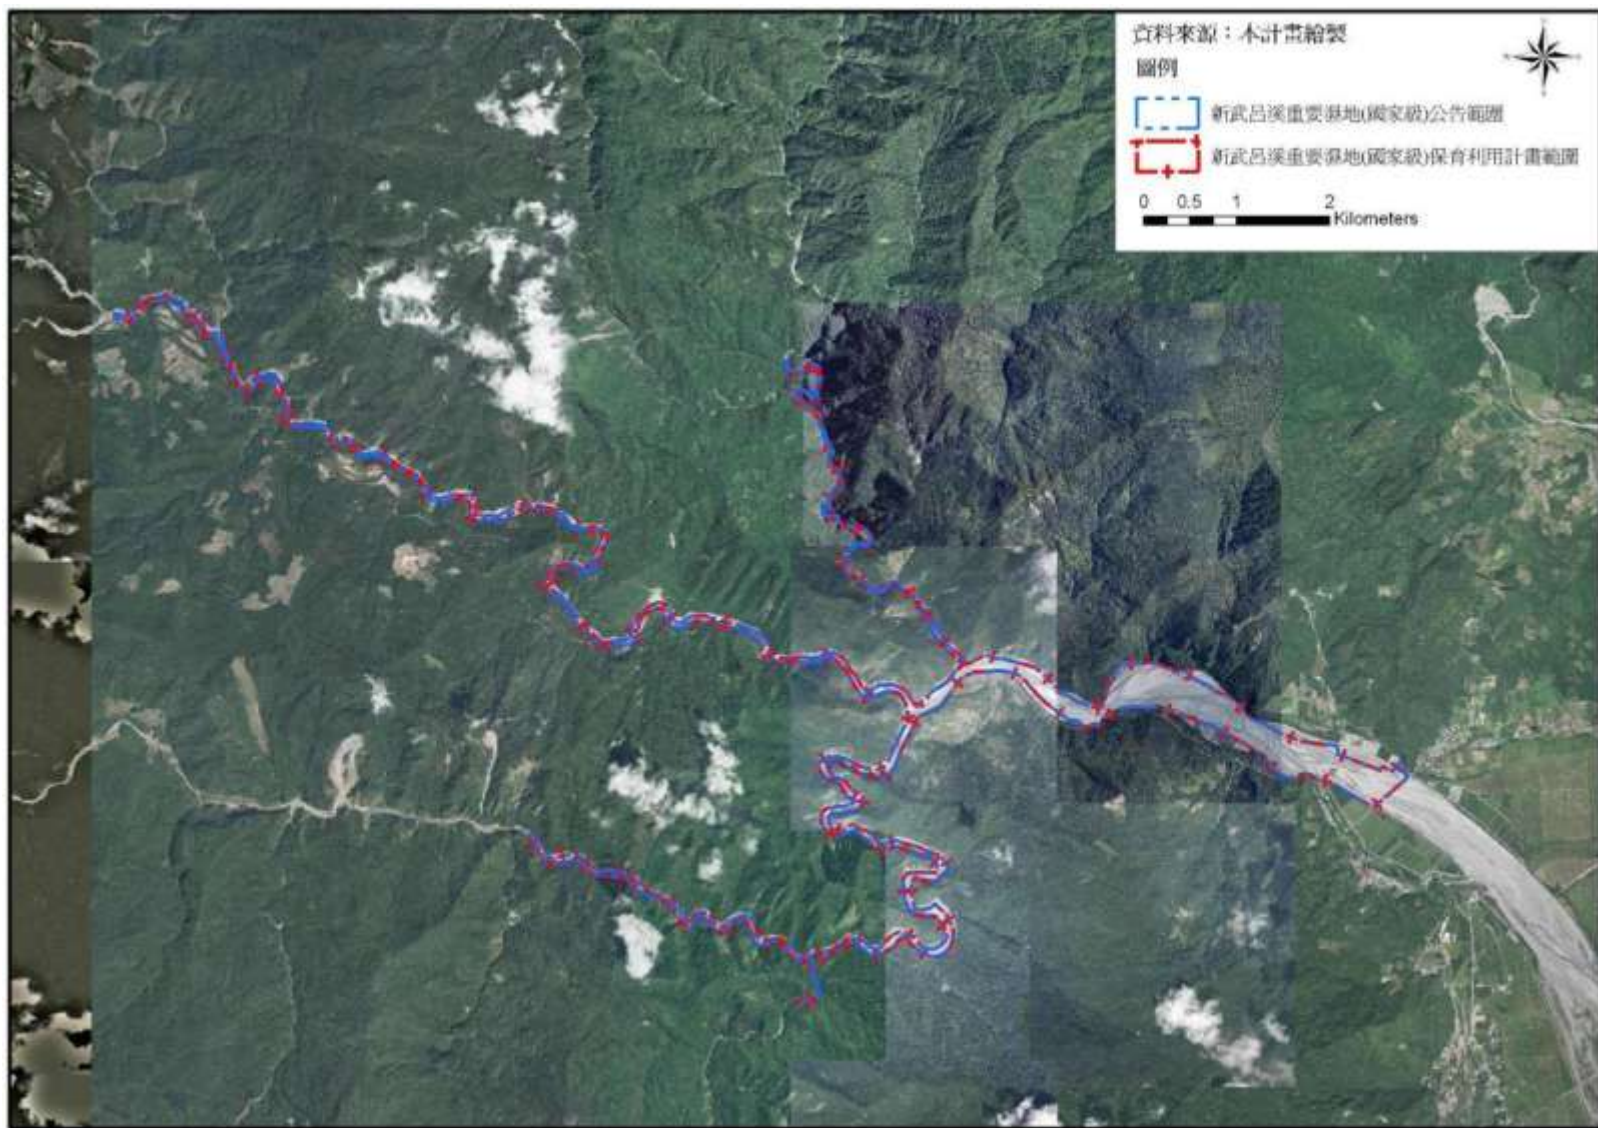 資料來源：本計畫繪製
圖例
新武呂溪重要濕地(國家級)公告範圍
新武呂溪重要濕地(國家級)保育利用計畫範圍
0 0.5 1 2
Kilometers